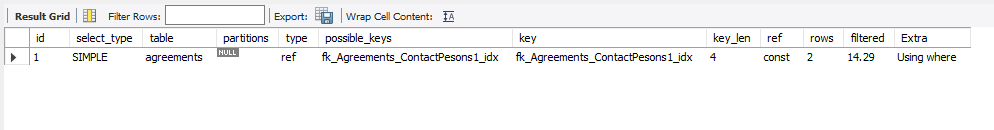 Result Grid Filter Rows: Export: Wrap Cell Content:
id select_type table partitions type possible_keys key key_len ref rows filtered Extra
1 SIMPLE agreements NULL ref fk_Agreements_ContactPesons1_idx fk_Agreements_ContactPesons1_idx 4 const 2 14.29 Using where